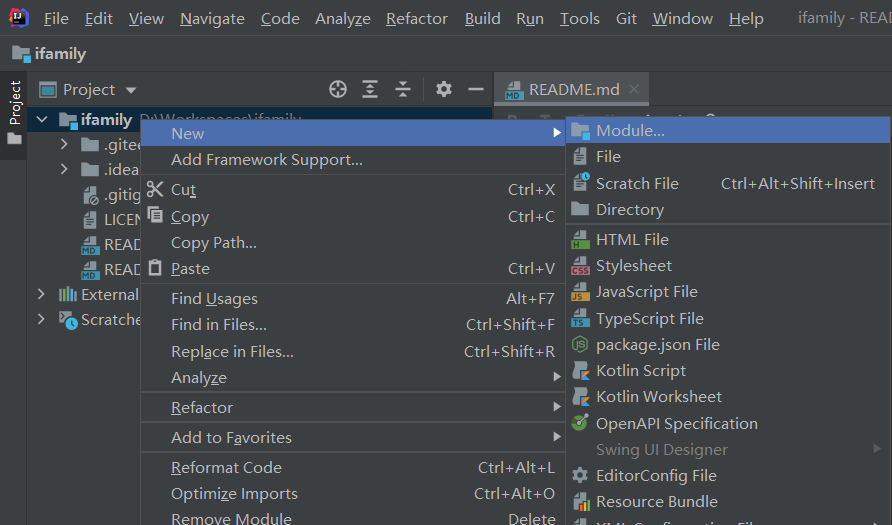 File Edit View Navigate Code Analyze Refactor Build Run Tools Git Window Help ifamily - REA
ifamily
Project
Project
README.md
ifamily D:\Workspaces\ifamily
.gitee
.idea
.gitig
LICEN
READ
READ
External
Scratche
New
Add Framework Support...
Cut Ctrl+X
Copy Ctrl+C
Copy Path...
Paste Ctrl+V
Find Usages Alt+F7
Find in Files... Ctrl+Shift+F
Replace in Files... Ctrl+Shift+R
Analyze
Refactor
Add to Favorites
Reformat Code Ctrl+Alt+L
Optimize Imports Ctrl+Alt+O
Remove Module Delete
Module...
File
Scratch File Ctrl+Alt+Shift+Insert
Directory
HTML File
Stylesheet
JavaScript File
TypeScript File
package.json File
Kotlin Script
Kotlin Worksheet
OpenAPI Specification
Swing UI Designer
EditorConfig File
Resource Bundle
XML Configuration File